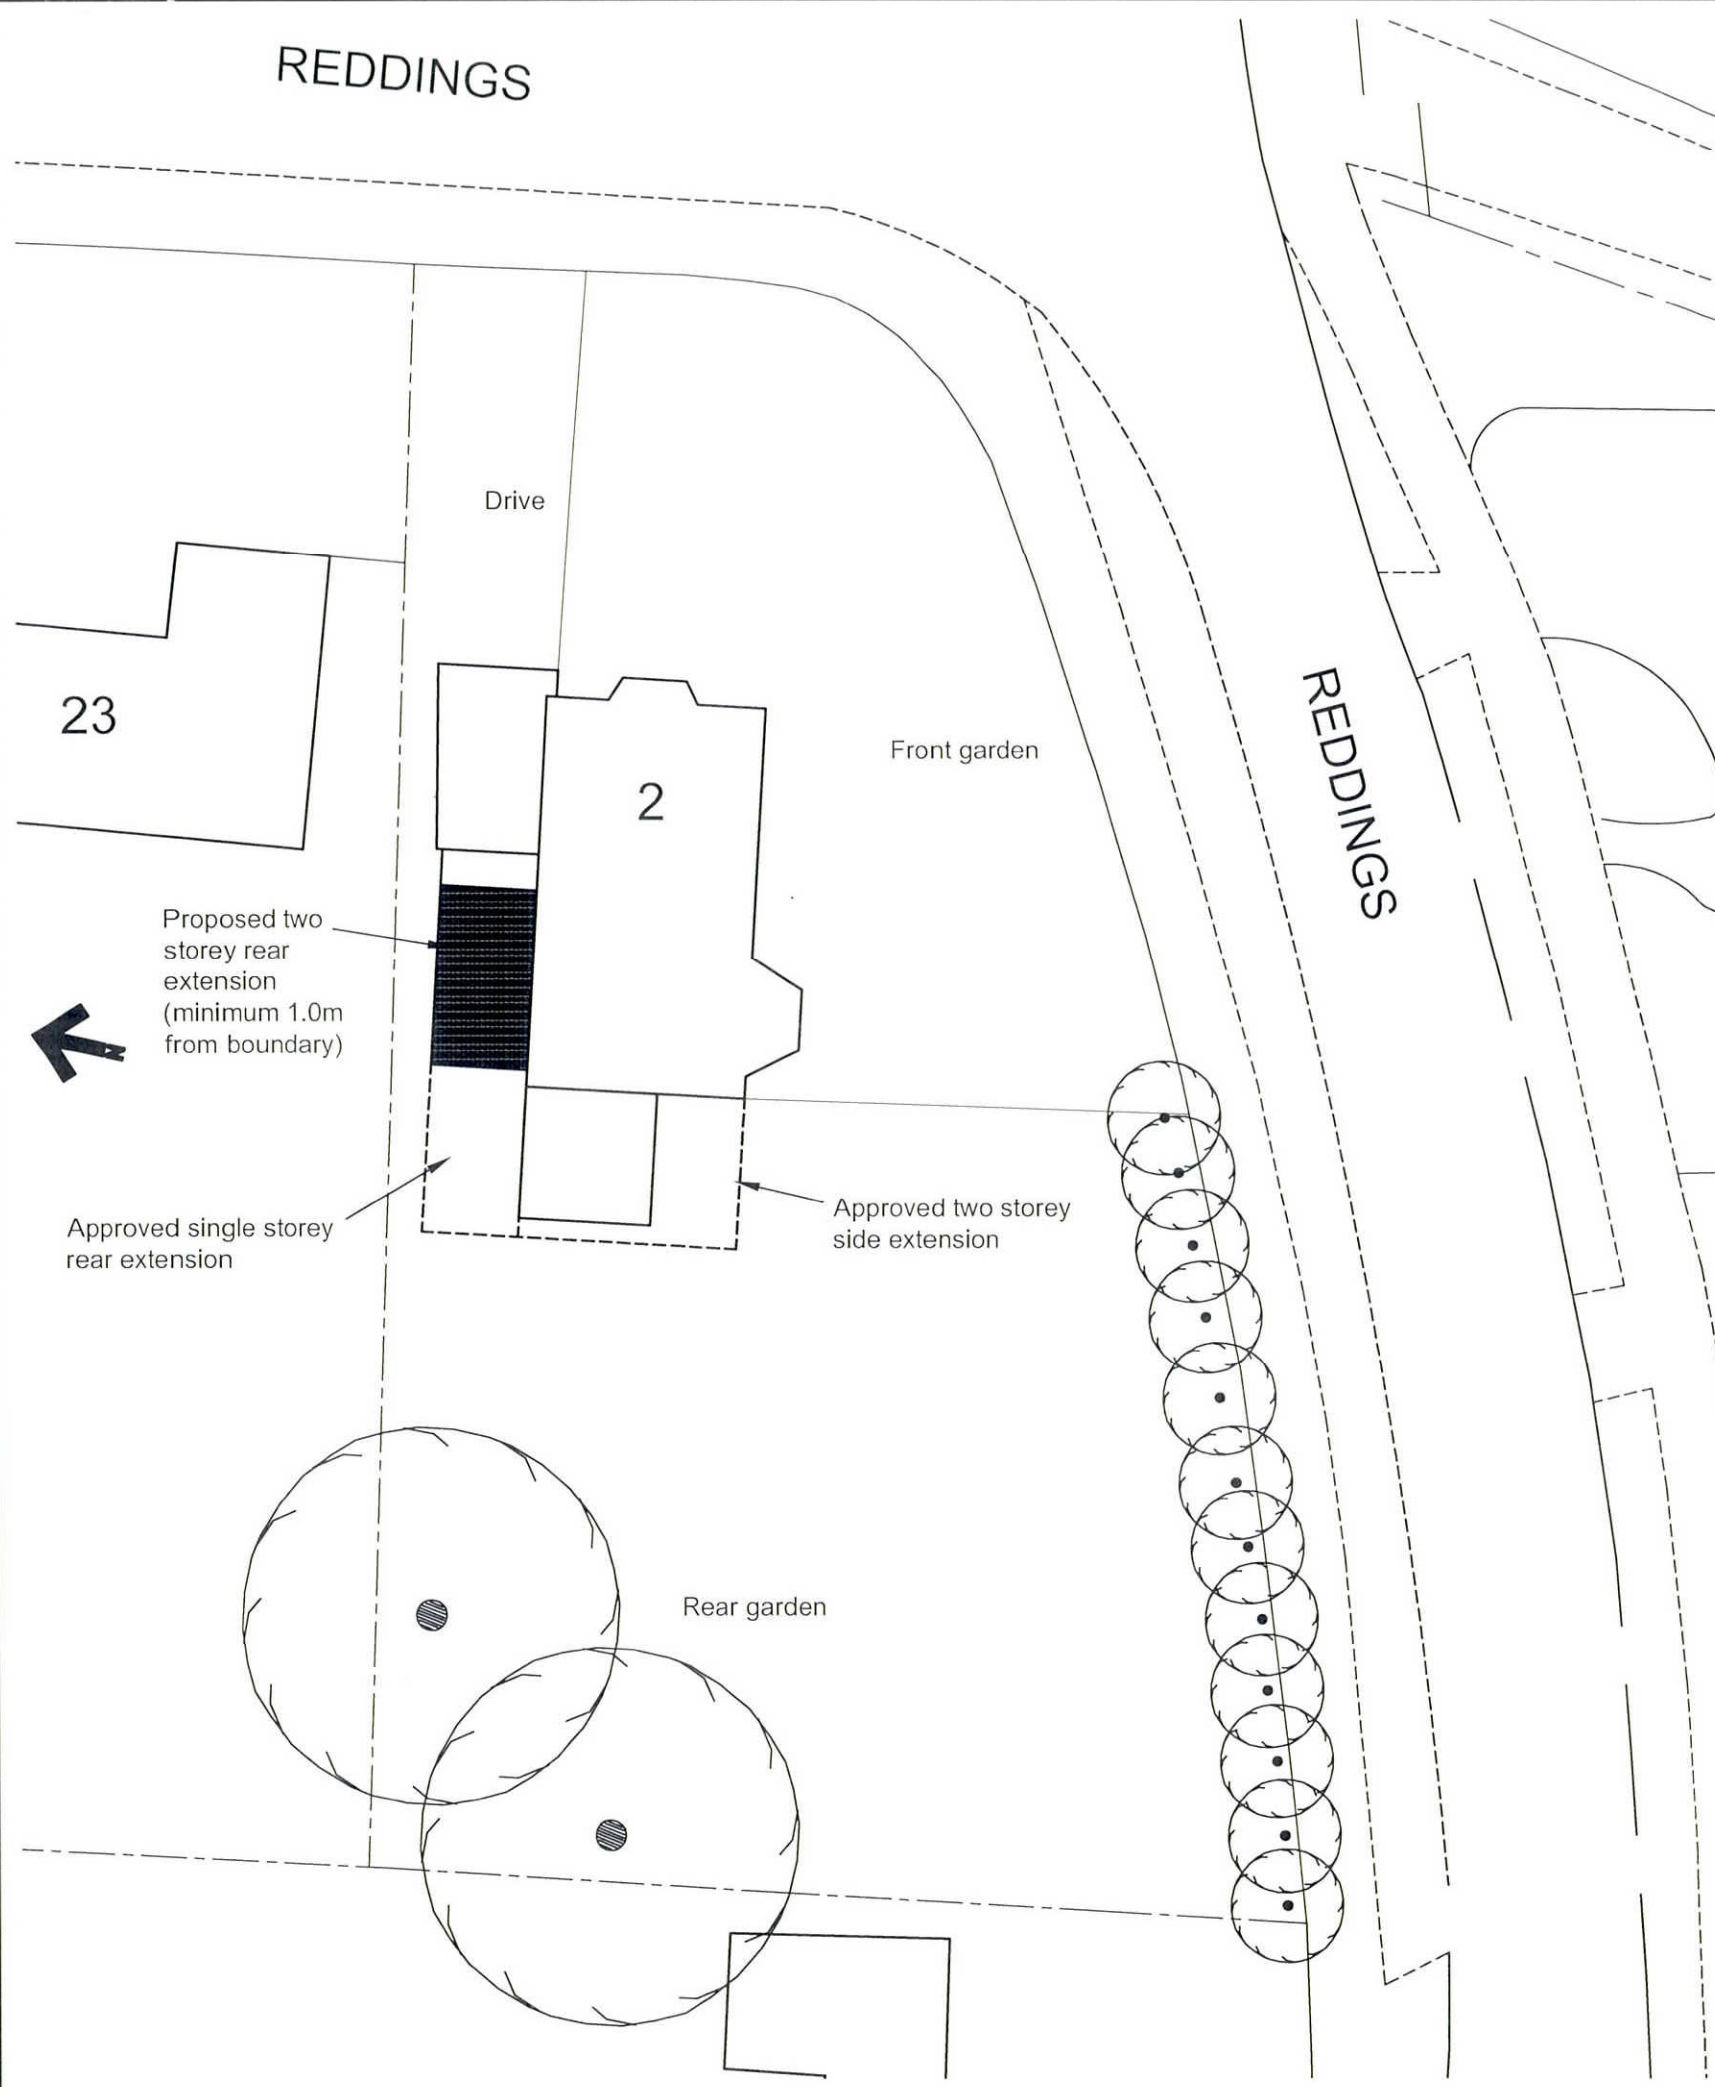 REDDINGS
Drive
23
2
Front garden
REDDINGS
Proposed two
storey rear
extension
(minimum 1.0m
from boundary)
N
Approved single storey
rear extension
Approved two storey
side extension
Rear garden